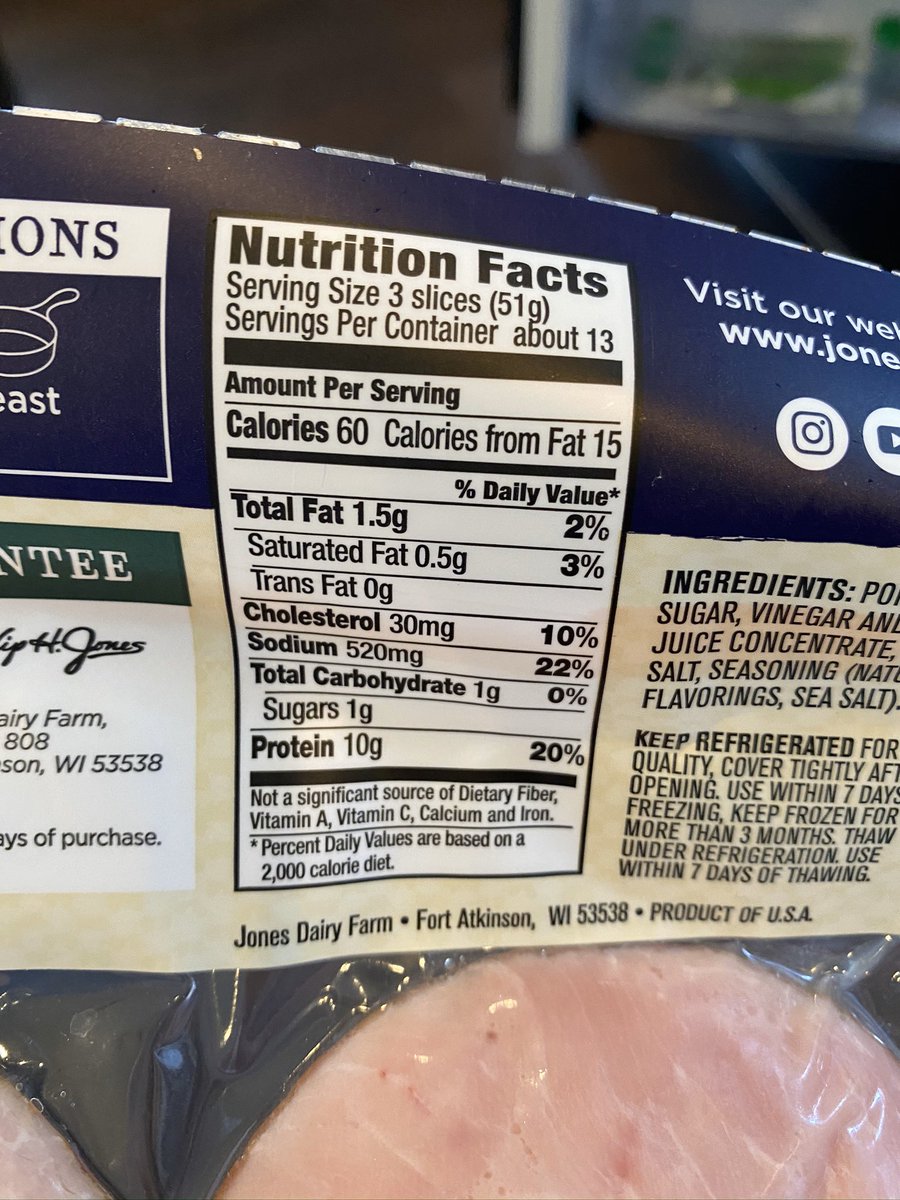 IONS
east
NTEE
ip H. Jones
airy Farm,
808
son, WI 53538
ays of purchase.
Nutrition Facts
Serving Size 3 slices (51g)
Servings Per Container about 13
Amount Per Serving
Calories 60 Calories from Fat 15
% Daily Value*
Total Fat 1.5g 2%
Saturated Fat 0.5g 3%
Trans Fat 0g
Cholesterol 30mg 10%
Sodium 520mg 22%
Total Carbohydrate 1g 0%
Sugars 1g
Protein 10g 20%
Not a significant source of Dietary Fiber,
Vitamin A, Vitamin C, Calcium and Iron.
* Percent Daily Values are based on a
2,000 calorie diet.
Visit our we
www.jone
INGREDIENTS: PO
SUGAR, VINEGAR AND
JUICE CONCENTRATE,
SALT, SEASONING (NATU
FLAVORINGS, SEA SALT).
KEEP REFRIGERATED FOR
QUALITY, COVER TIGHTLY AFT
OPENING. USE WITHIN 7 DAYS
FREEZING, KEEP FROZEN FOR
MORE THAN 3 MONTHS. THAW
UNDER REFRIGERATION. USE
WITHIN 7 DAYS OF THAWING.
Jones Dairy Farm • Fort Atkinson, WI 53538 • PRODUCT OF U.S.A.